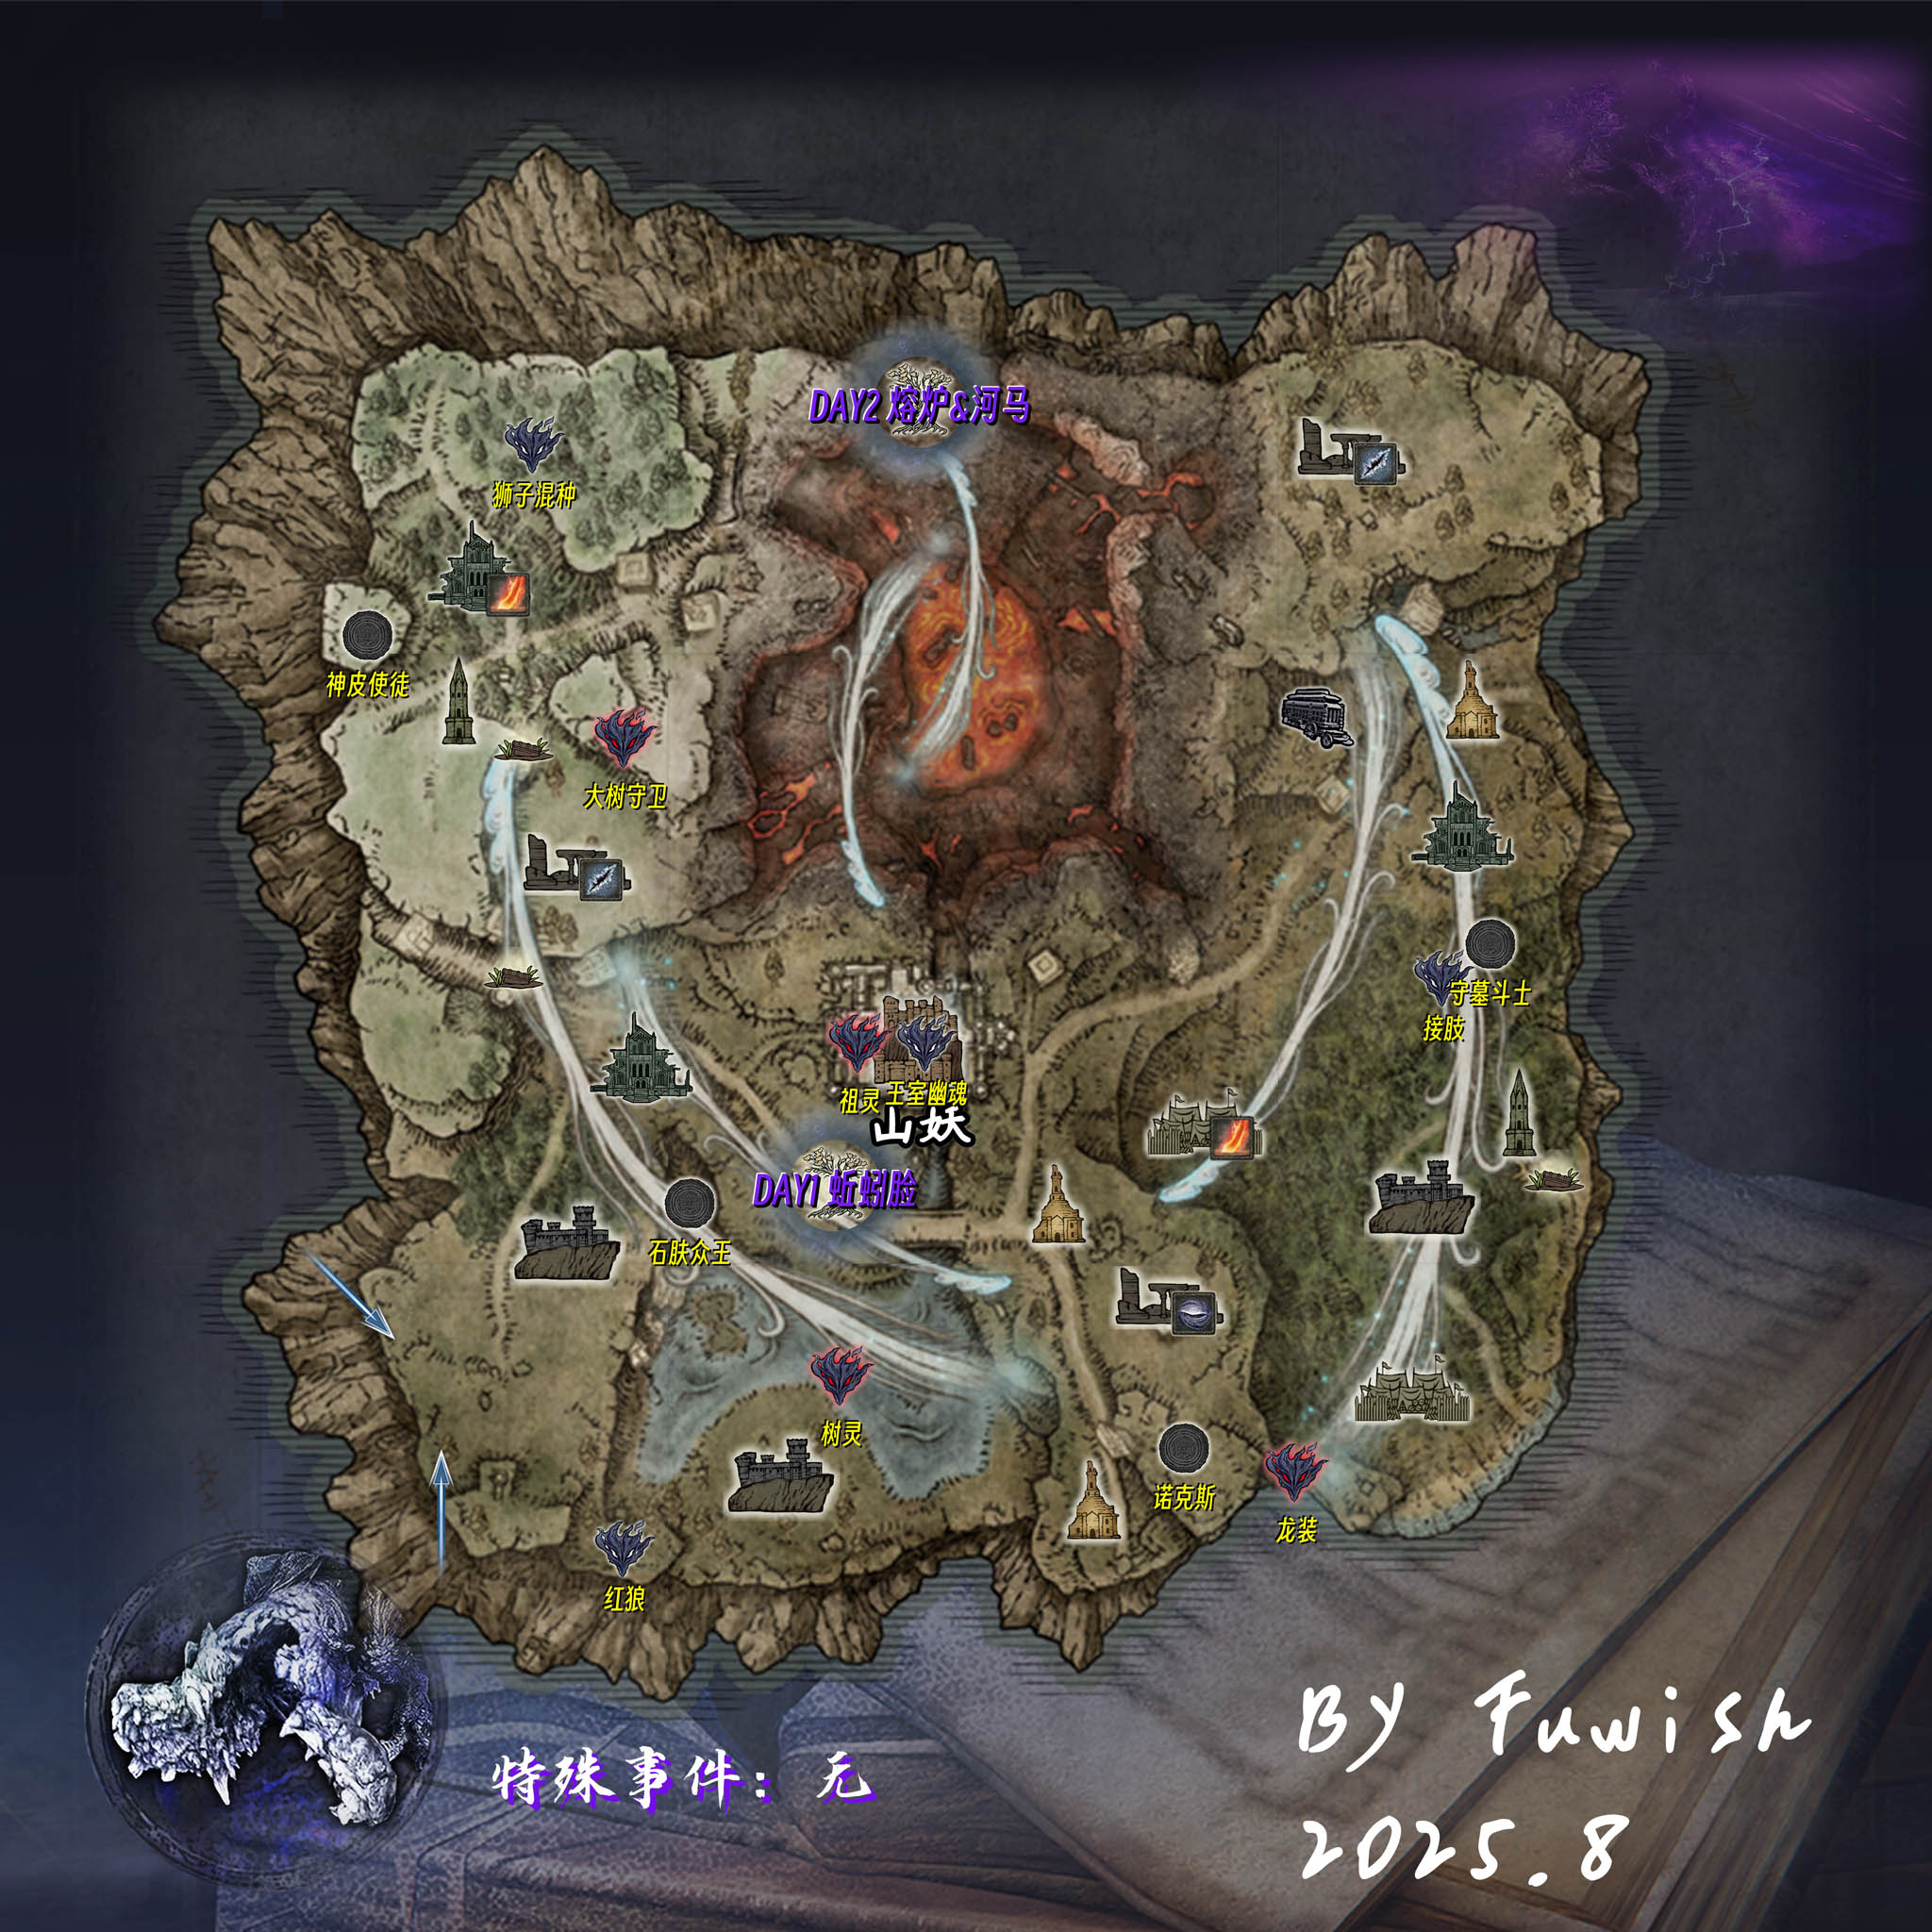 DAY2 熔炉&河马
狮子混种
神皮使徒
大树守卫
守墓斗士
接肢
祖灵
王室幽魂
山妖
DAY1 蚯蚓脸
石肤众王
树灵
诺克斯
龙装
红狼
特殊事件：无
By Fuwish
2025.8